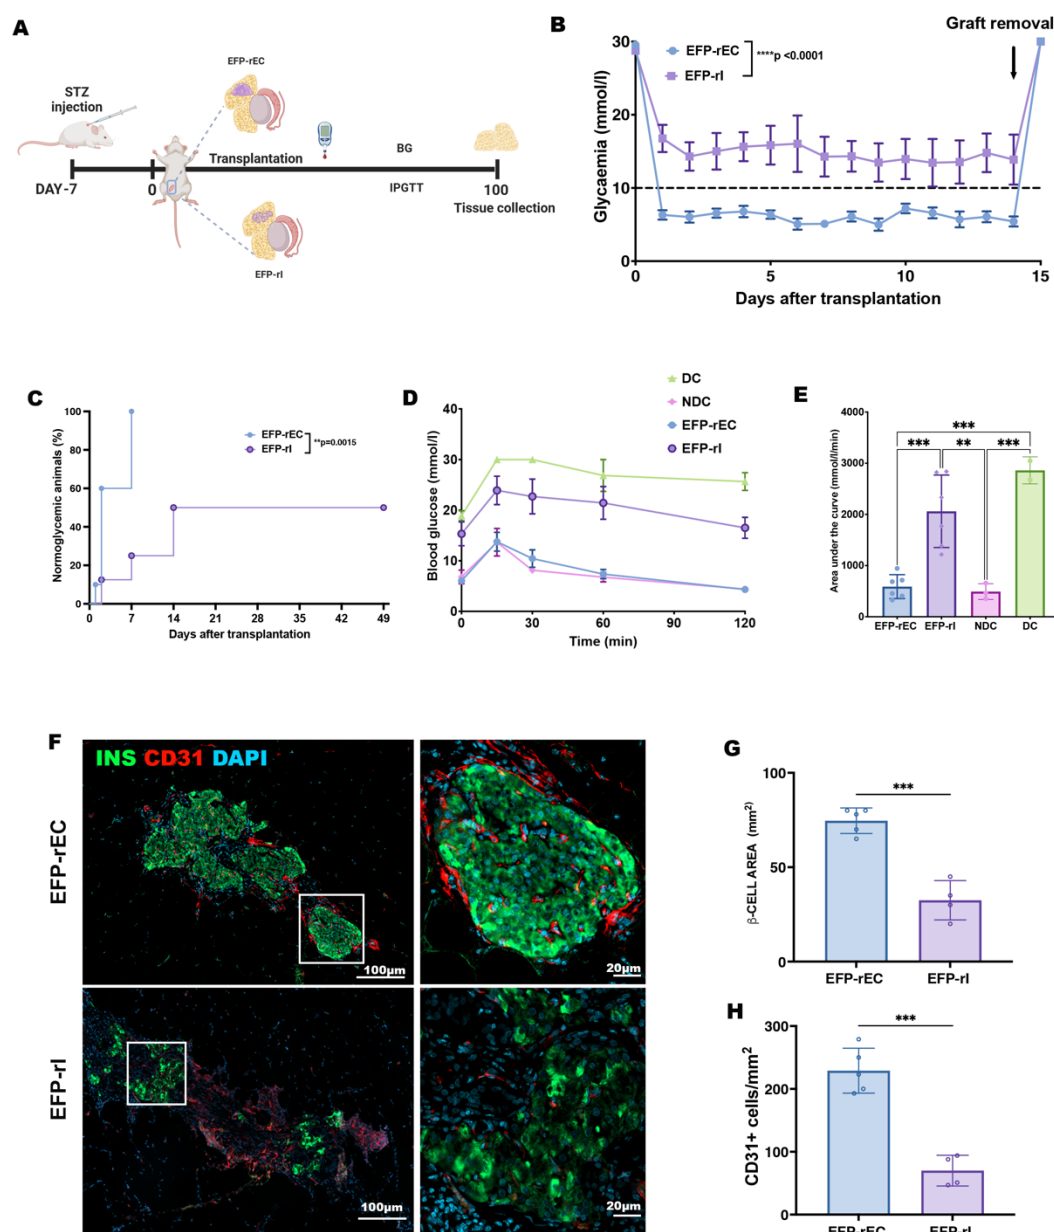 A
EFP-rEC
STZ
injection
Transplantation
BG
DAY -7
0
IPGTT
100
Tissue collection
EFP-rI
B
Graft removal
EFP-rEC
EFP-rI
****p <0.0001
Glycaemia (mmol/l)
30
20
10
0
0
5
10
15
Days after transplantation
C
Normoglycemic animals (%)
100
80
60
40
20
0
EFP-rEC
EFP-rI
**p=0.0015
0
7
14
21
28
35
42
49
Days after transplantation
D
DC
NDC
EFP-rEC
EFP-rI
Blood glucose (mmol/l)
40
30
20
10
0
0
30
60
90
120
Time (min)
E
Area under the curve (mmol/l/min)
4000
3000
2000
1000
0
***
***
**
***
EFP-rEC
EFP-rI
NDC
DC
F
INS CD31 DAPI
EFP-rEC
100µm
20µm
EFP-rI
100µm
20µm
G
β-CELL AREA (mm²)
100
50
0
***
EFP-rEC
EFP-rI
H
CD31+ cells/mm²
300
200
100
0
***
EFP-rEC
EFP-rI